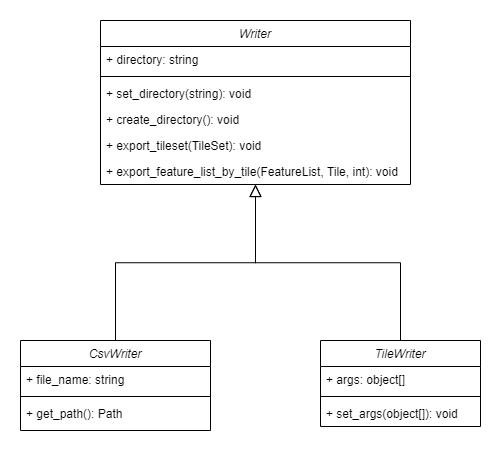 Writer
+ directory: string
+ set_directory(string): void
+ create_directory(): void
+ export_tileset(TileSet): void
+ export_feature_list_by_tile(FeatureList, Tile, int): void
CsvWriter
+ file_name: string
+ get_path(): Path
TileWriter
+ args: object[]
+ set_args(object[]): void